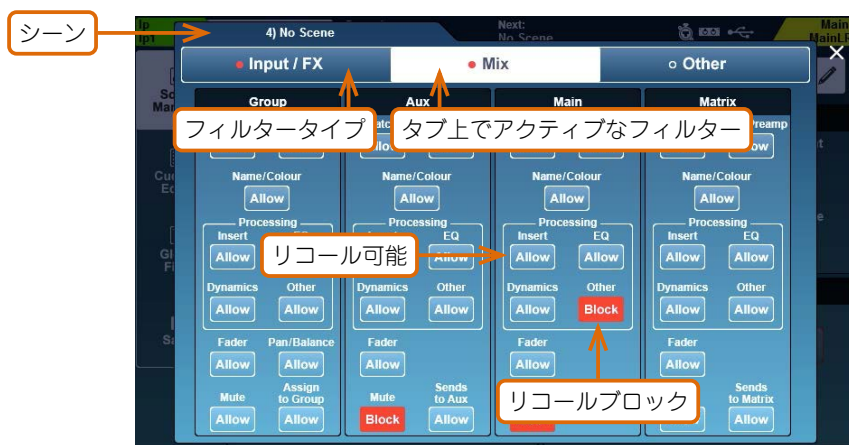 シーン
4) No Scene
Next:
No Scene
Main
Input / FX
Mix
Other
Group
Aux
Main
Matrix
フィルタータイプ
タブ上でアクティブなフィルター
Preamp
Name/Colour
Name/Colour
Name/Colour
Name/Colour
Allow
Allow
Allow
Allow
Processing
Processing
Processing
Processing
Insert
EQ
Insert
EQ
Insert
EQ
Allow
Allow
Allow
Allow
Allow
Allow
リコール可能
Dynamics
Other
Dynamics
Other
Dynamics
Other
Dynamics
Other
Allow
Allow
Allow
Allow
Allow
Block
Allow
Allow
Fader
Pan/Balance
Fader
Fader
Fader
Allow
Allow
Allow
Allow
Allow
Mute
Assign
to Group
Mute
Sends
to Aux
リコールブロック
Sends
to Matrix
Allow
Allow
Block
Allow
Allow